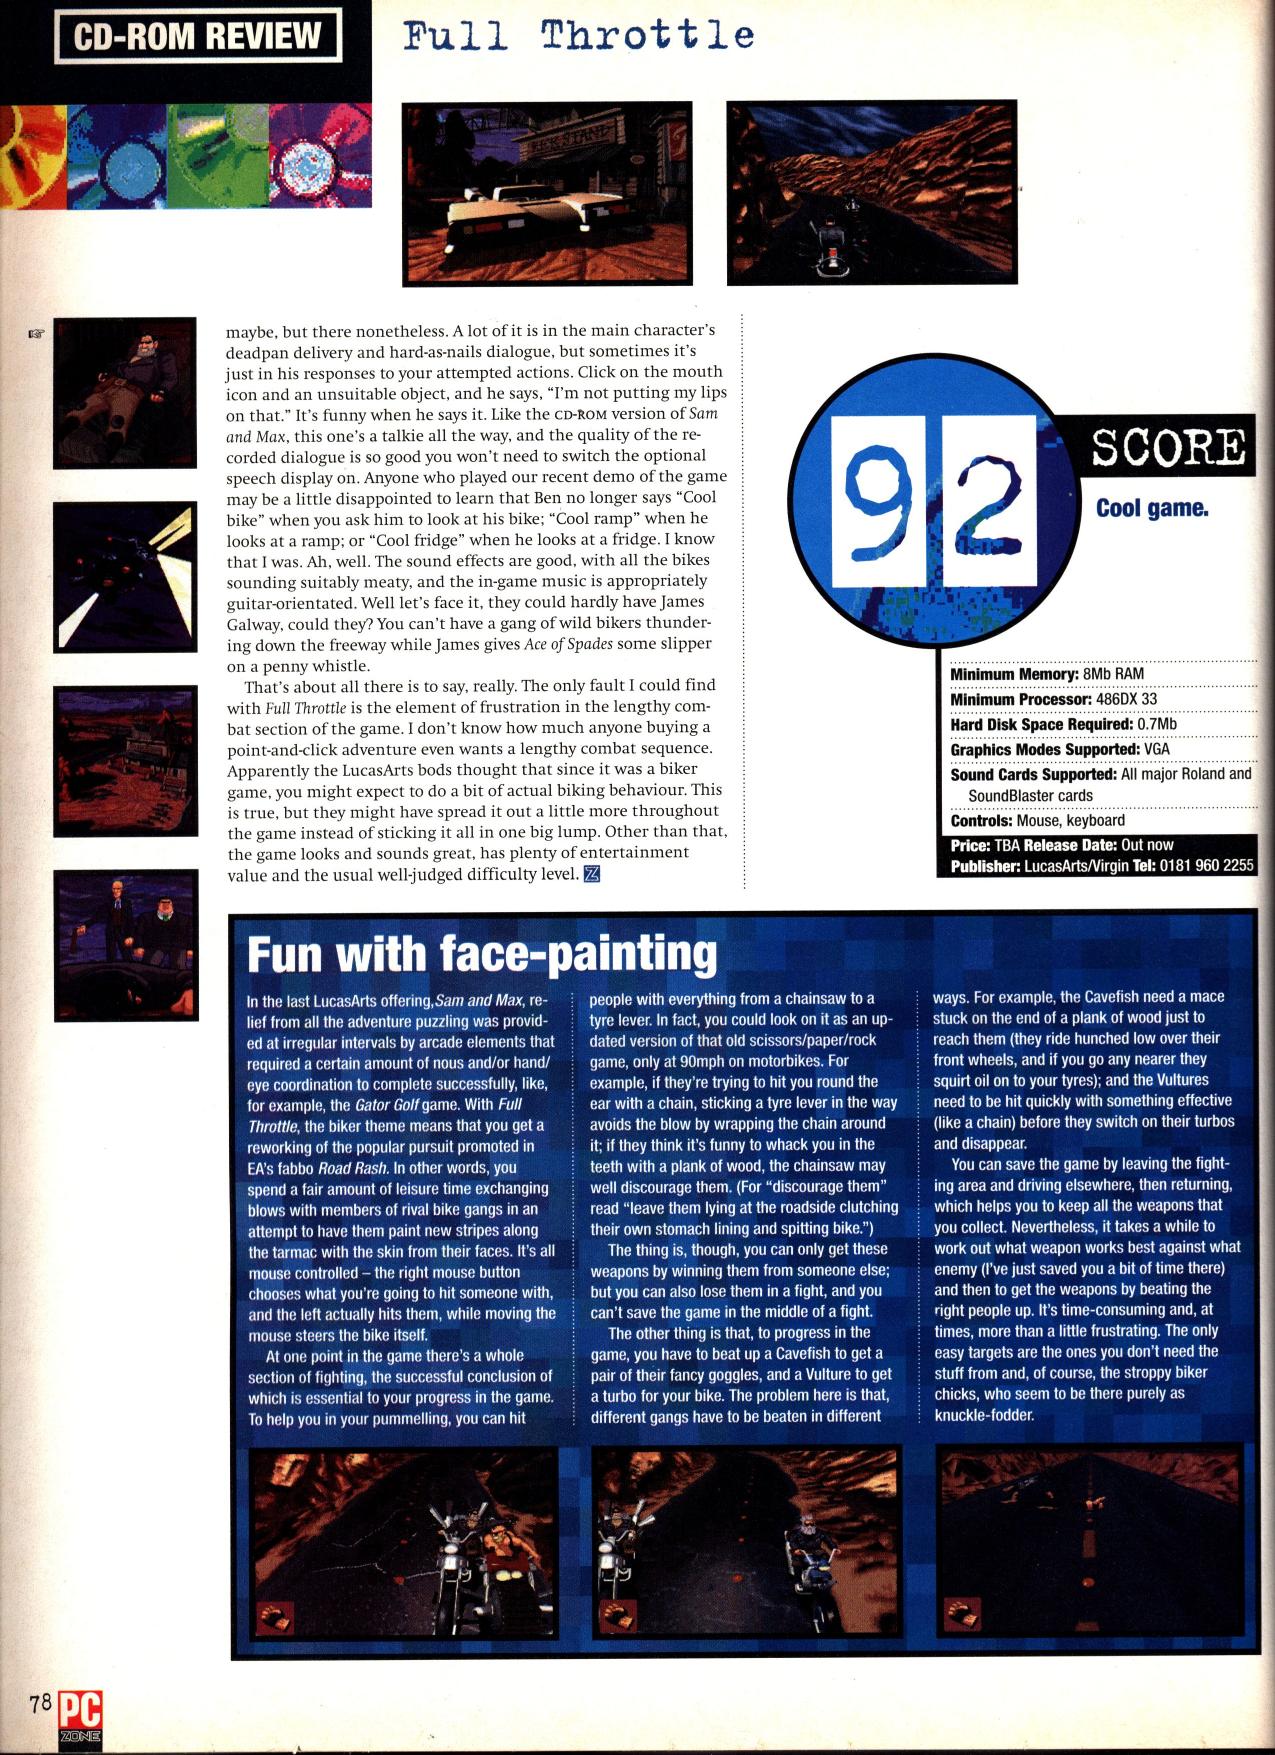 CD-ROM REVIEW
Full Throttle
maybe, but there nonetheless. A lot of it is in the main character's
deadpan delivery and hard-as-nails dialogue, but sometimes it's
just in his responses to your attempted actions. Click on the mouth
icon and an unsuitable object, and he says, "I'm not putting my lips
on that." It's funny when he says it. Like the CD-ROM version of Sam
and Max, this one's a talkie all the way, and the quality of the re-
corded dialogue is so good you won't need to switch the optional
speech display on. Anyone who played our recent demo of the game
may be a little disappointed to learn that Ben no longer says "Cool
bike" when you ask him to look at his bike; "Cool ramp" when he
looks at a ramp; or "Cool fridge" when he looks at a fridge. I know
that I was. Ah, well. The sound effects are good, with all the bikes
sounding suitably meaty, and the in-game music is appropriately
guitar-orientated. Well let's face it, they could hardly have James
Galway, could they? You can't have a gang of wild bikers thunder-
ing down the freeway while James gives Ace of Spades some slipper
on a penny whistle.
That's about all there is to say, really. The only fault I could find
with Full Throttle is the element of frustration in the lengthy com-
bat section of the game. I don't know how much anyone buying a
point-and-click adventure even wants a lengthy combat sequence.
Apparently the LucasArts bods thought that since it was a biker
game, you might expect to do a bit of actual biking behaviour. This
is true, but they might have spread it out a little more throughout
the game instead of sticking it all in one big lump. Other than that,
the game looks and sounds great, has plenty of entertainment
value and the usual well-judged difficulty level. Z
92
SCORE
Cool game.
Minimum Memory: 8Mb RAM
Minimum Processor: 486DX 33
Hard Disk Space Required: 0.7Mb
Graphics Modes Supported: VGA
Sound Cards Supported: All major Roland and
SoundBlaster cards
Controls: Mouse, keyboard
Price: TBA Release Date: Out now
Publisher: LucasArts/Virgin Tel: 0181 960 2255
Fun with face-painting
In the last LucasArts offering, Sam and Max, re-
lief from all the adventure puzzling was provid-
ed at irregular intervals by arcade elements that
required a certain amount of nous and/or hand/
eye coordination to complete successfully, like,
for example, the Gator Golf game. With Full
Throttle, the biker theme means that you get a
reworking of the popular pursuit promoted in
EA's fabbo Road Rash. In other words, you
spend a fair amount of leisure time exchanging
blows with members of rival bike gangs in an
attempt to have them paint new stripes along
the tarmac with the skin from their faces. It's all
mouse controlled – the right mouse button
chooses what you're going to hit someone with,
and the left actually hits them, while moving the
mouse steers the bike itself.
At one point in the game there's a whole
section of fighting, the successful conclusion of
which is essential to your progress in the game.
To help you in your pummelling, you can hit
people with everything from a chainsaw to a
tyre lever. In fact, you could look on it as an up-
dated version of that old scissors/paper/rock
game, only at 90mph on motorbikes. For
example, if they're trying to hit you round the
ear with a chain, sticking a tyre lever in the way
avoids the blow by wrapping the chain around
it; if they think it's funny to whack you in the
teeth with a plank of wood, the chainsaw may
well discourage them. (For "discourage them"
read "leave them lying at the roadside clutching
their own stomach lining and spitting bike.")
The thing is, though, you can only get these
weapons by winning them from someone else;
but you can also lose them in a fight, and you
can't save the game in the middle of a fight.
The other thing is that, to progress in the
game, you have to beat up a Cavefish to get a
pair of their fancy goggles, and a Vulture to get
a turbo for your bike. The problem here is that,
different gangs have to be beaten in different
ways. For example, the Cavefish need a mace
stuck on the end of a plank of wood just to
reach them (they ride hunched low over their
front wheels, and if you go any nearer they
squirt oil on to your tyres); and the Vultures
need to be hit quickly with something effective
(like a chain) before they switch on their turbos
and disappear.
You can save the game by leaving the fight-
ing area and driving elsewhere, then returning,
which helps you to keep all the weapons that
you collect. Nevertheless, it takes a while to
work out what weapon works best against what
enemy (I've just saved you a bit of time there)
and then to get the weapons by beating the
right people up. It's time-consuming and, at
times, more than a little frustrating. The only
easy targets are the ones you don't need the
stuff from and, of course, the stroppy biker
chicks, who seem to be there purely as
knuckle-fodder.
78 PC
ZONE